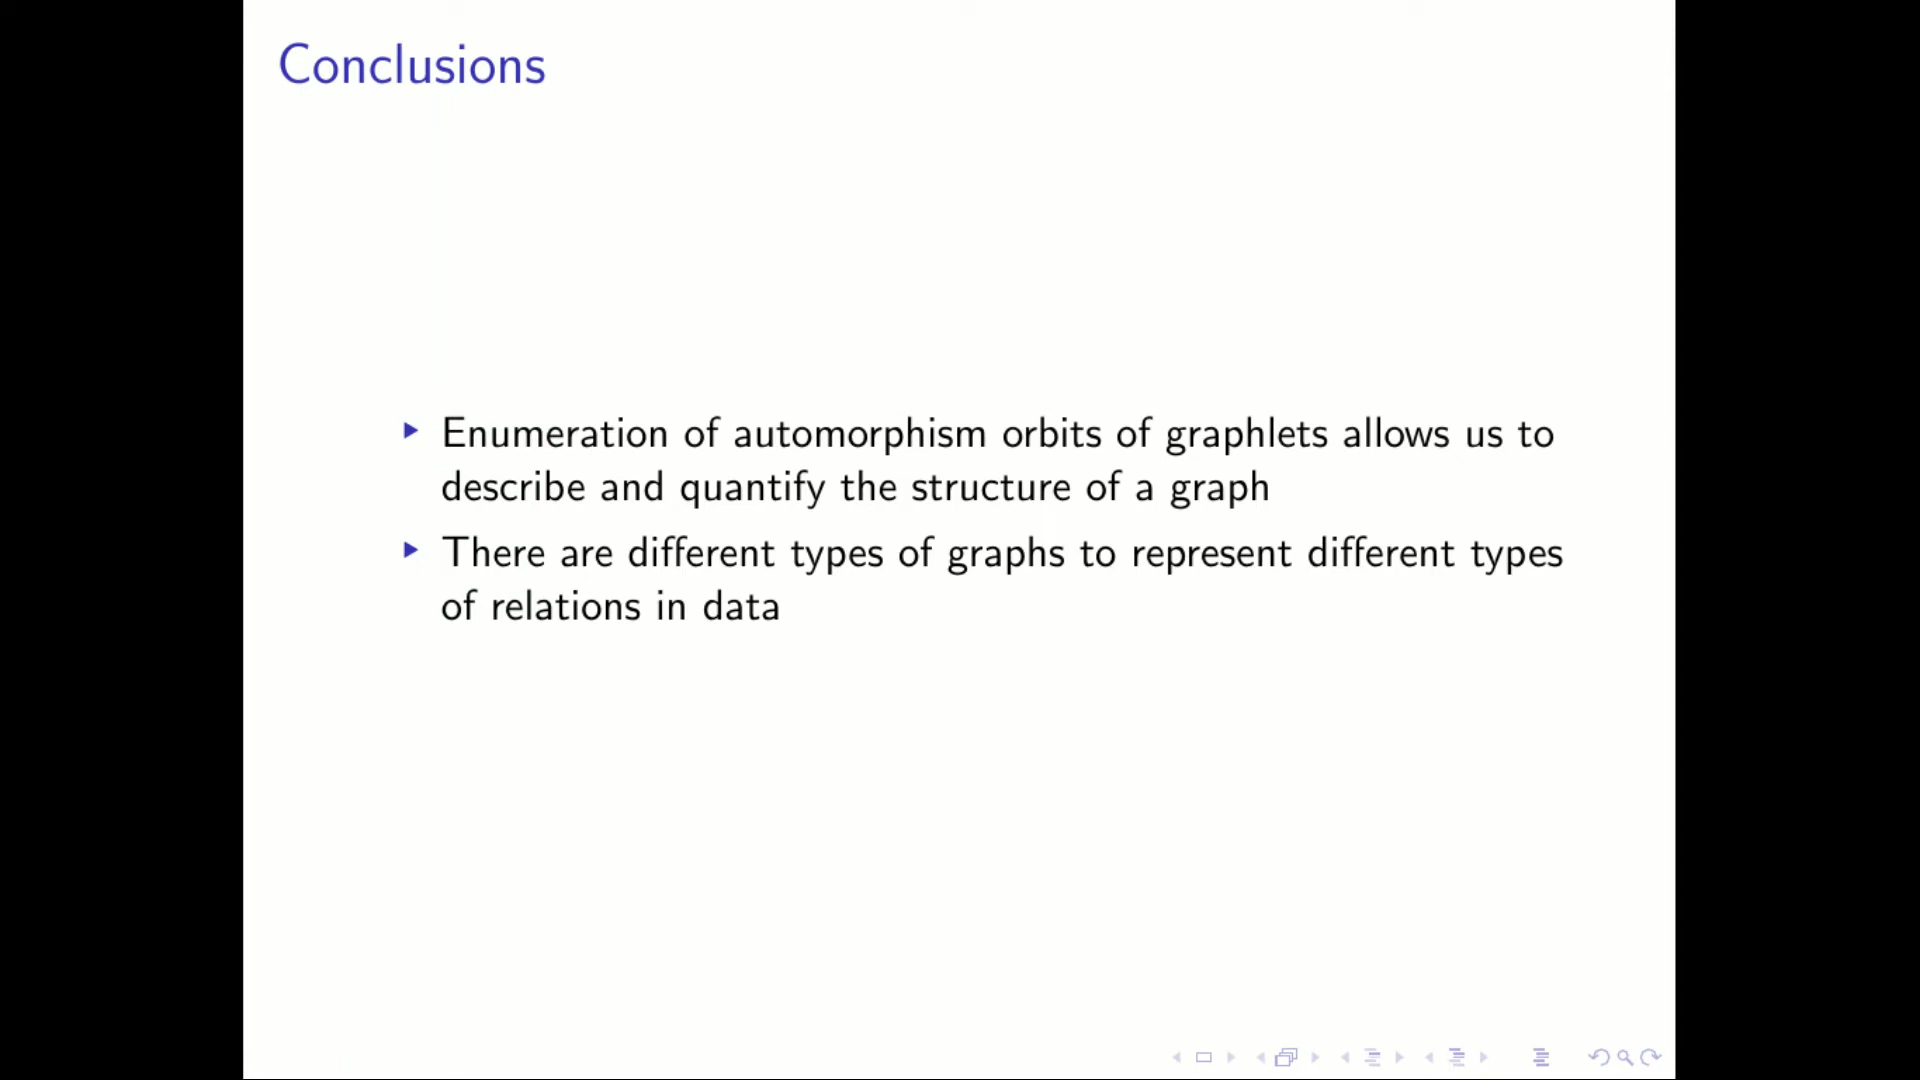 Conclusions
Enumeration of automorphism orbits of graphlets allows us to
describe and quantify the structure of a graph
There are different types of graphs to represent different types
of relations in data